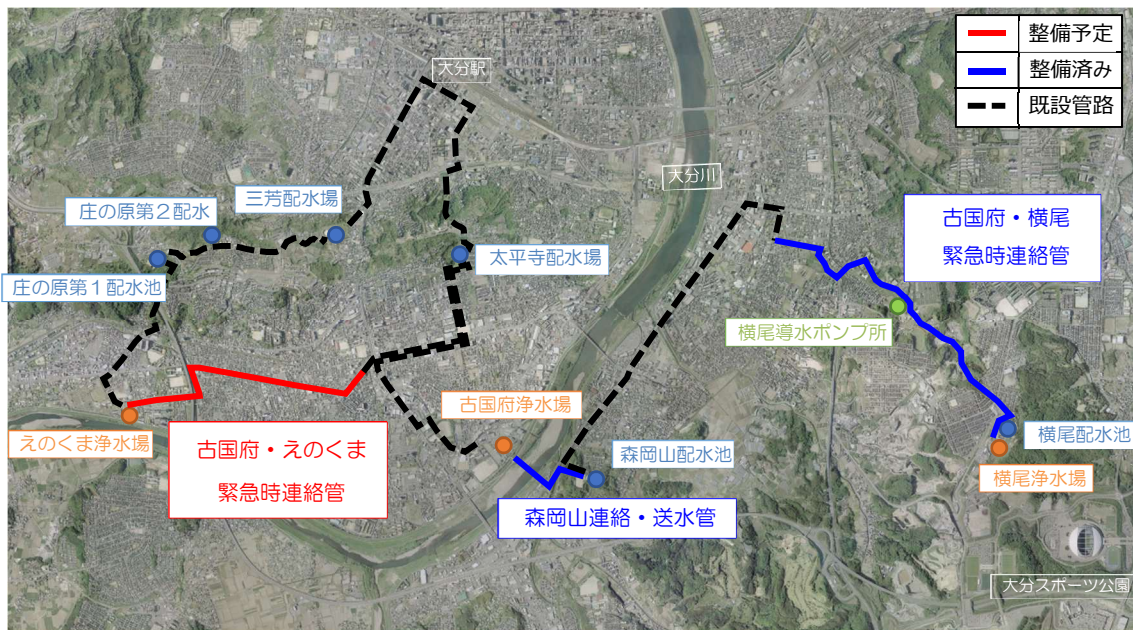 整備予定
整備済み
既設管路
大分駅
大分川
三芳配水場
庄の原第２配水
古国府・横尾
緊急時連絡管
太平寺配水場
庄の原第１配水池
横尾導水ポンプ所
古国府浄水場
えのくま浄水場
古国府・えのくま
緊急時連絡管
森岡山配水池
横尾配水池
横尾浄水場
森岡山連絡・送水管
大分スポーツ公園